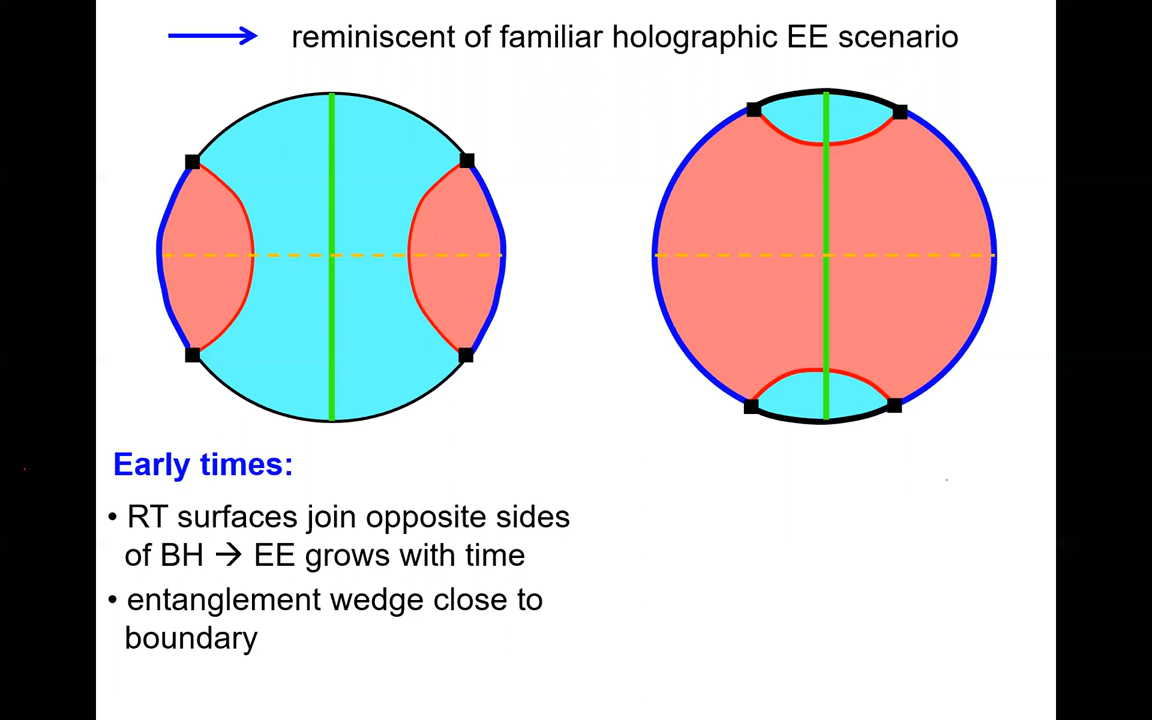 reminiscent of familiar holographic EE scenario
Early times:
• RT surfaces join opposite sides
of BH → EE grows with time
• entanglement wedge close to
boundary